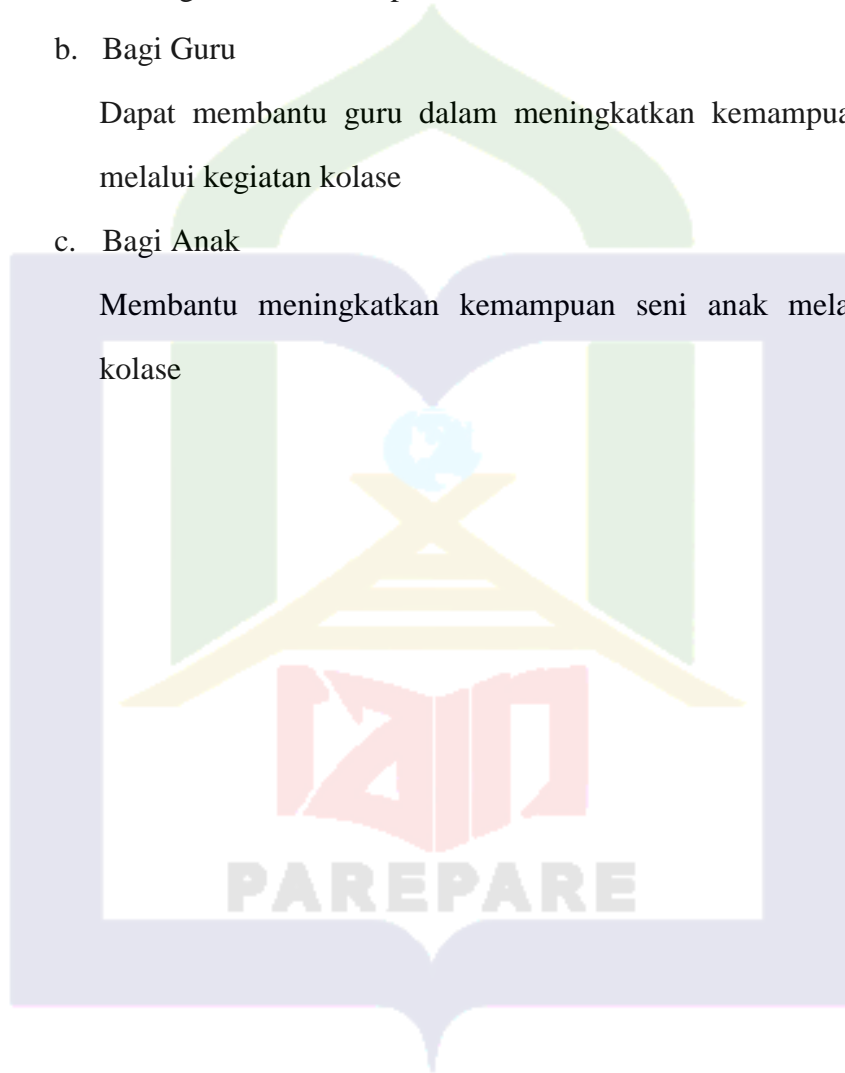 b. Bagi Guru
Dapat membantu guru dalam meningkatkan kemampua
melalui kegiatan kolase
c. Bagi Anak
Membantu meningkatkan kemampuan seni anak mela
kolase
iain
PAREPARE